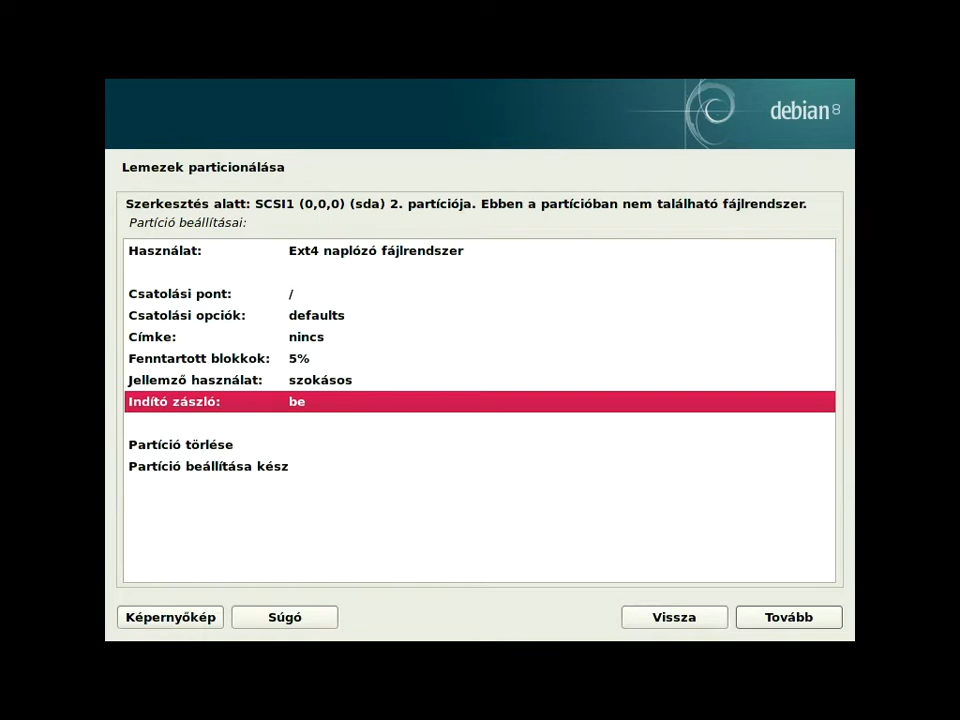 debian 8
Lemezek particionálása
Szerkesztés alatt: SCSI1 (0,0,0) (sda) 2. partíciója. Ebben a partícióban nem található fájlrendszer.
Partíció beállításai:
Használat: Ext4 naplózó fájlrendszer
Csatolási pont: /
Csatolási opciók: defaults
Címke: nincs
Fenntartott blokkok: 5%
Jellemző használat: szokásos
Indító zászló: be
Partíció törlése
Partíció beállítása kész
Képernyőkép Súgó Vissza Tovább